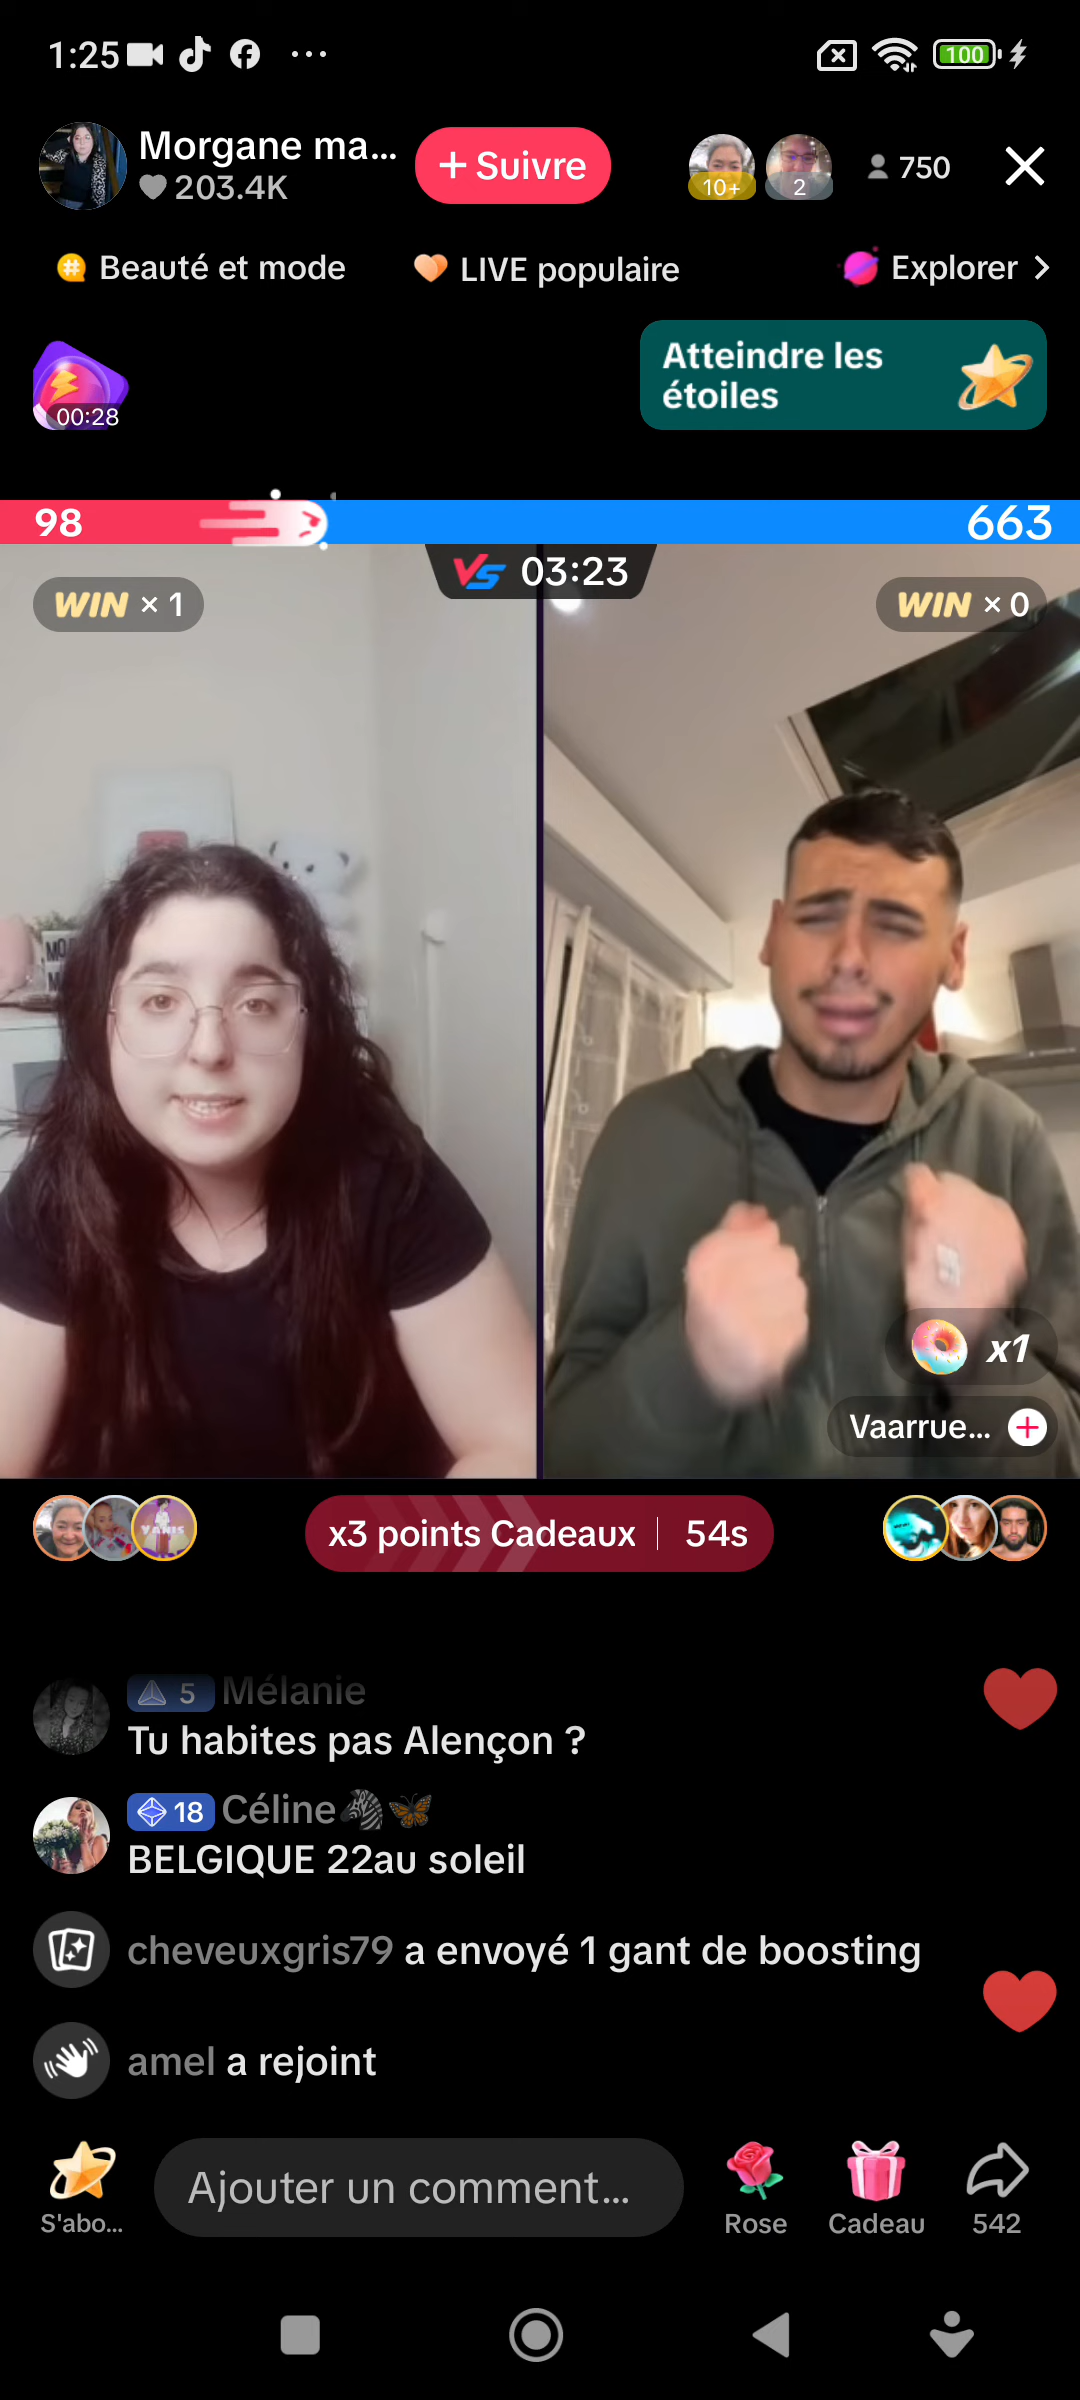 1:25 ... 100
Morgane ma...
203.4K
+ Suivre
10+
2
750
Beauté et mode
LIVE populaire
Explorer >
00:28
Atteindre les
étoiles
98
663
VS 03:23
WIN × 1
WIN × 0
MO
x1
Vaarrue... +
YANIS
x3 points Cadeaux | 54s
5 Mélanie
Tu habites pas Alençon ?
18 Céline🦓🦋
BELGIQUE 22au soleil
cheveuxgris79 a envoyé 1 gant de boosting
amel a rejoint
S'abo...
Ajouter un comment...
Rose
Cadeau
542